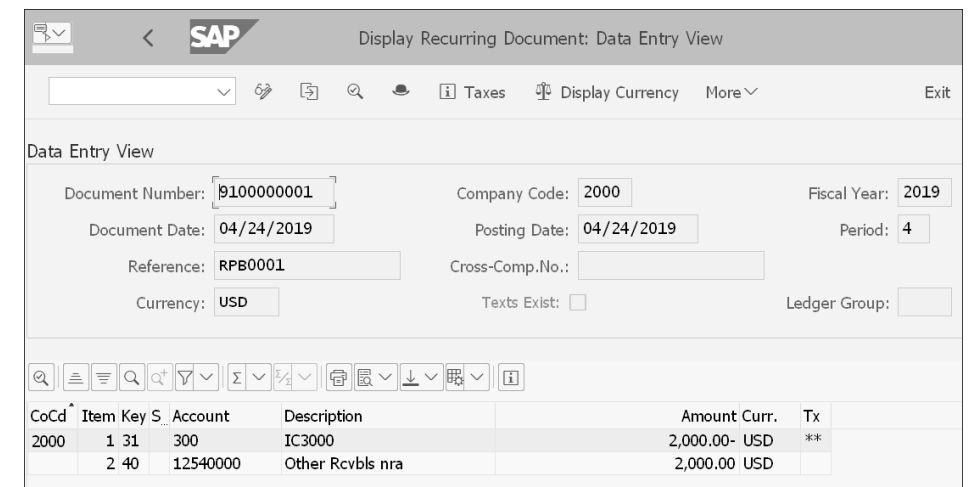 SAP Display Recurring Document: Data Entry View
Taxes Display Currency More Exit
Data Entry View
Document Number: 9100000001 Company Code: 2000 Fiscal Year: 2019
Document Date: 04/24/2019 Posting Date: 04/24/2019 Period: 4
Reference: RPB0001 Cross-Comp.No.:
Currency: USD Texts Exist: Ledger Group:
CoCd Item Key S.. Account Description Amount Curr. Tx
2000 1 31 300 IC3000 2,000.00- USD **
2 40 12540000 Other Rcvbls nra 2,000.00 USD